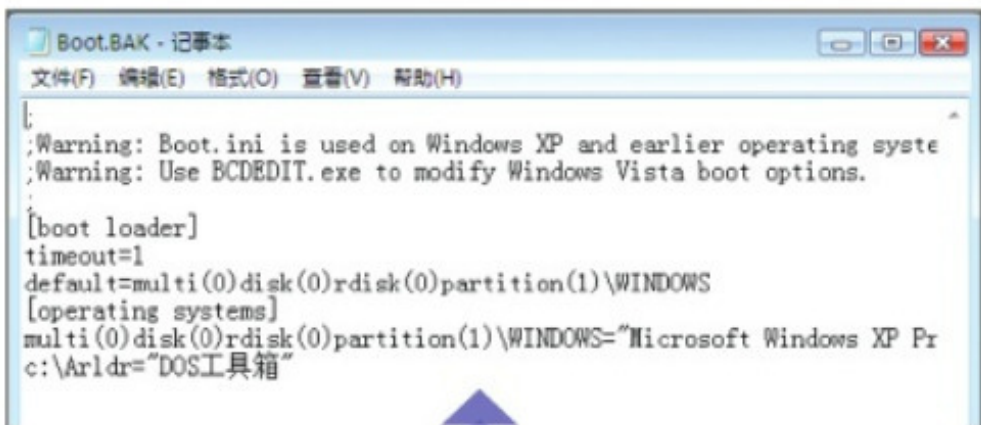 Boot.BAK - 记事本
文件(F) 编辑(E) 格式(O) 查看(V) 帮助(H)
;
;Warning: Boot.ini is used on Windows XP and earlier operating syste
;Warning: Use BCDEDIT.exe to modify Windows Vista boot options.
;
[boot loader]
timeout=1
default=multi(0)disk(0)rdisk(0)partition(1)\WINDOWS
[operating systems]
multi(0)disk(0)rdisk(0)partition(1)\WINDOWS="Microsoft Windows XP Pr
c:\Arldr="DOS工具箱"